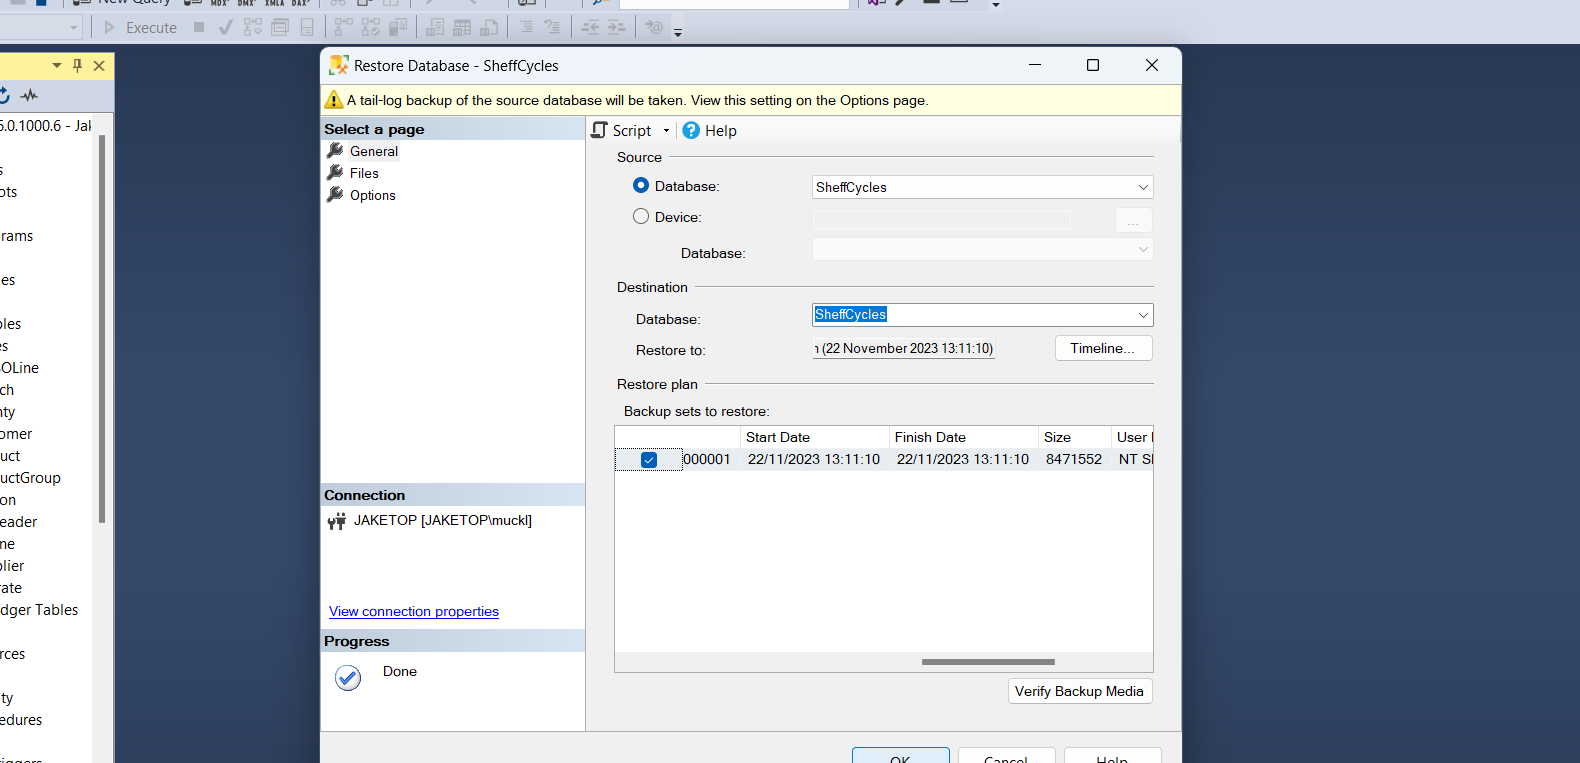 New Query
MDX DMX XMLA DAX
Execute
Restore Database - SheffCycles
A tail-log backup of the source database will be taken. View this setting on the Options page.
Select a page
General
Files
Options
Connection
JAKETOP [JAKETOP\muckl]
View connection properties
Progress
Done
Script
Help
Source
Database:
SheffCycles
Device:
...
Database:
Destination
Database:
SheffCycles
Restore to:
(22 November 2023 13:11:10)
Timeline...
Restore plan
Backup sets to restore:
Start Date Finish Date Size User
000001 22/11/2023 13:11:10 22/11/2023 13:11:10 8471552 NT
Verify Backup Media
OK Cancel Help
5.0.1000.6 - Jak
ots
rams
es
les
es
OLine
ch
nty
omer
uct
uctGroup
on
eader
ne
plier
rate
dger Tables
rces
ty
edures